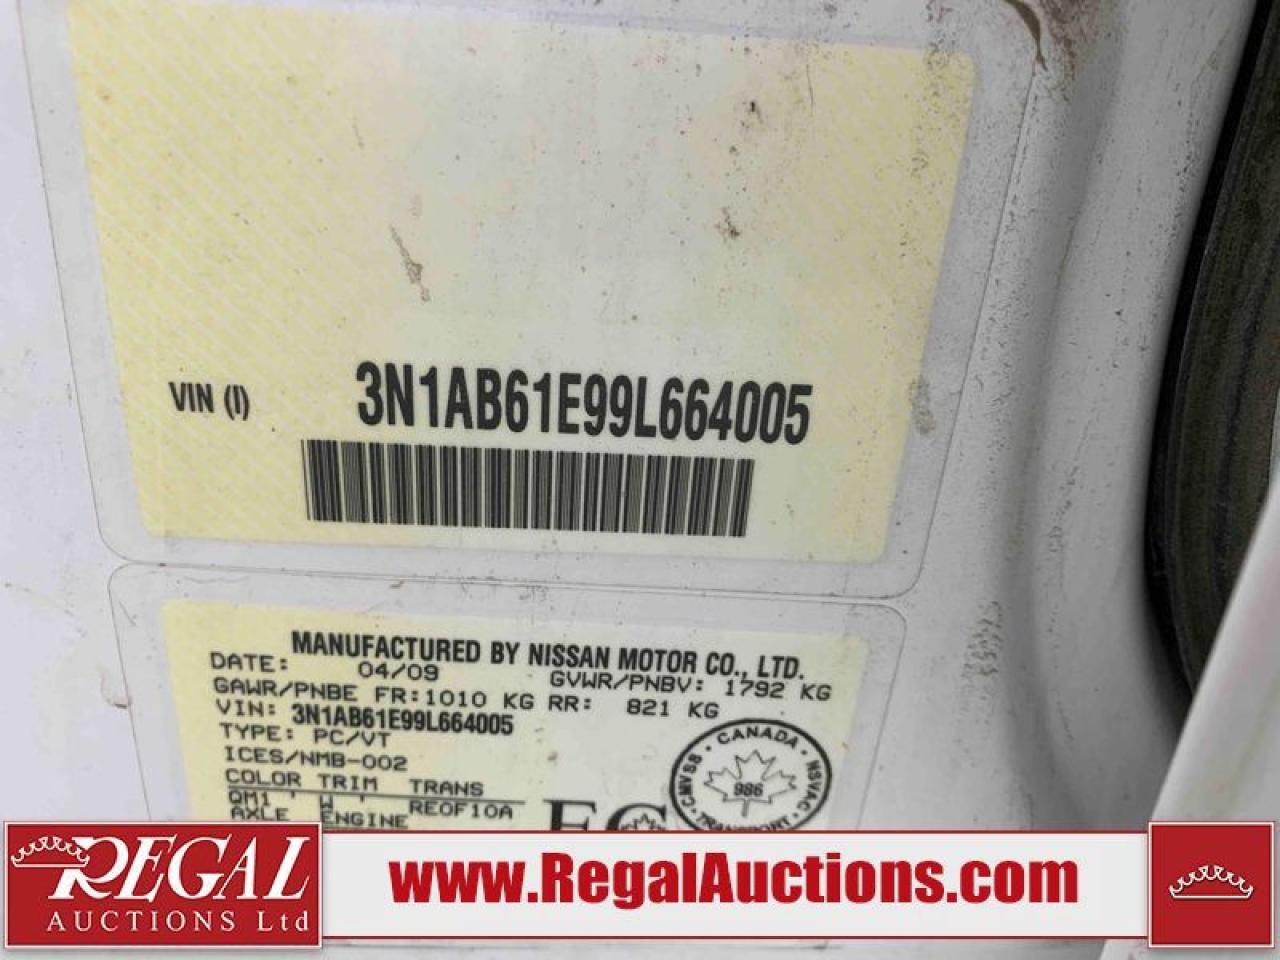 VIN (I) 3N1AB61E99L664005
MANUFACTURED BY NISSAN MOTOR CO., LTD.
DATE: 04/09 GVWR/PNBV: 1792 KG
GAWR/PNBE FR:1010 KG RR: 821 KG
VIN: 3N1AB61E99L664005
TYPE: PC/VT
ICES/NMB-002
COLOR TRIM TRANS
QM1 ' W ' REOF10A
AXLE ENGINE
CANADA
CMVSS · NSVAC
986
TRANSPORT
REGAL
AUCTIONS Ltd
www.RegalAuctions.com